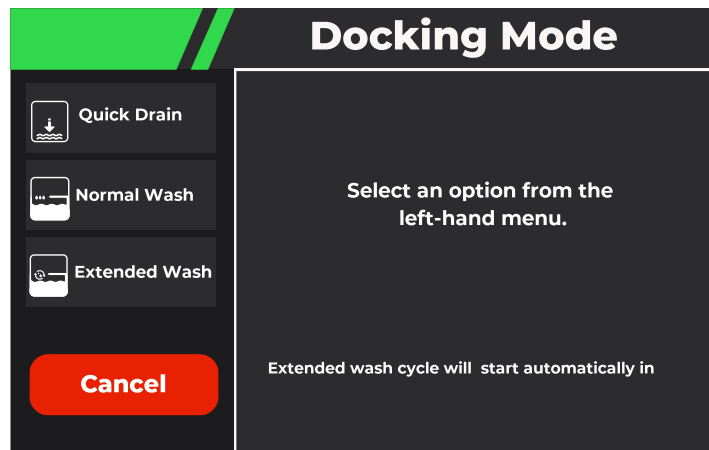 Docking Mode
Quick Drain
Normal Wash
Extended Wash
Cancel
Select an option from the
left-hand menu.
Extended wash cycle will start automatically in